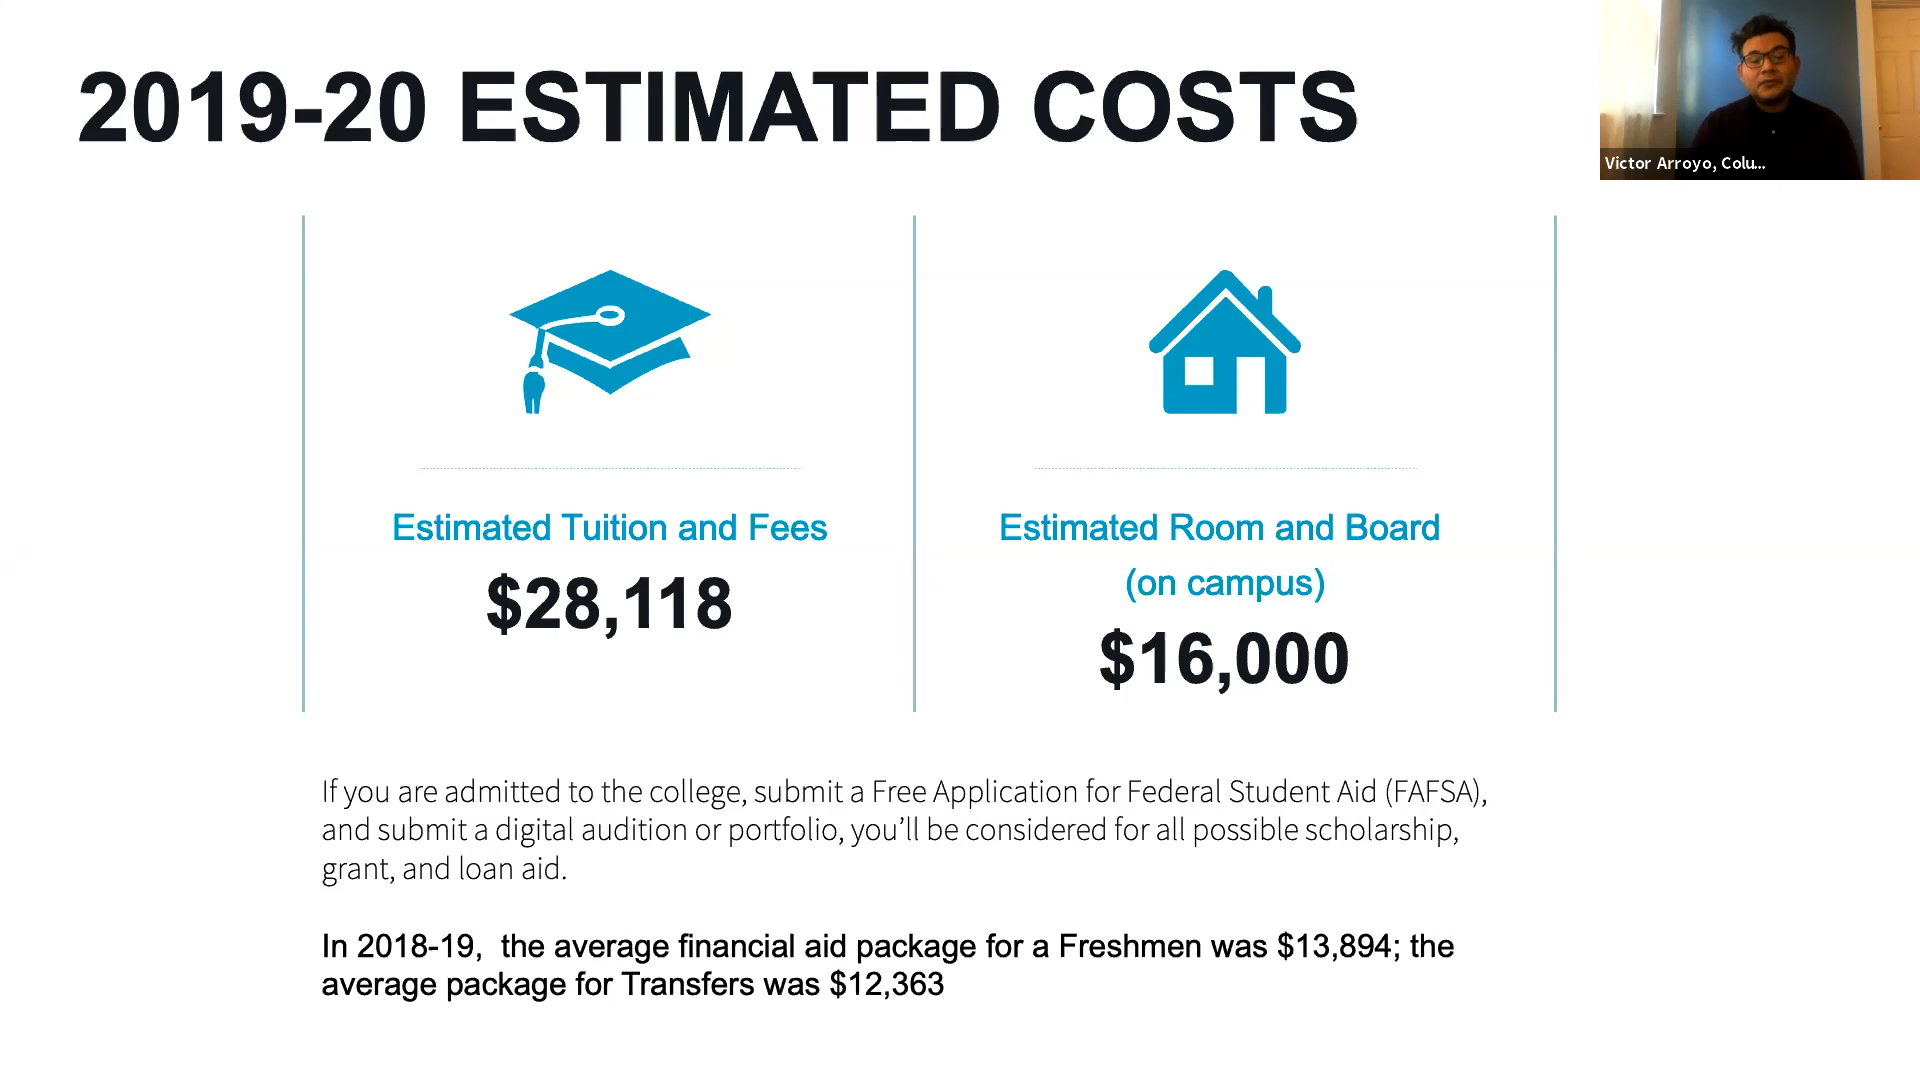 2019-20 ESTIMATED COSTS
Victor Arroyo, Colu...
Estimated Tuition and Fees
$28,118
Estimated Room and Board
(on campus)
$16,000
If you are admitted to the college, submit a Free Application for Federal Student Aid (FAFSA),
and submit a digital audition or portfolio, you’ll be considered for all possible scholarship,
grant, and loan aid.
In 2018-19,  the average financial aid package for a Freshmen was $13,894; the
average package for Transfers was $12,363